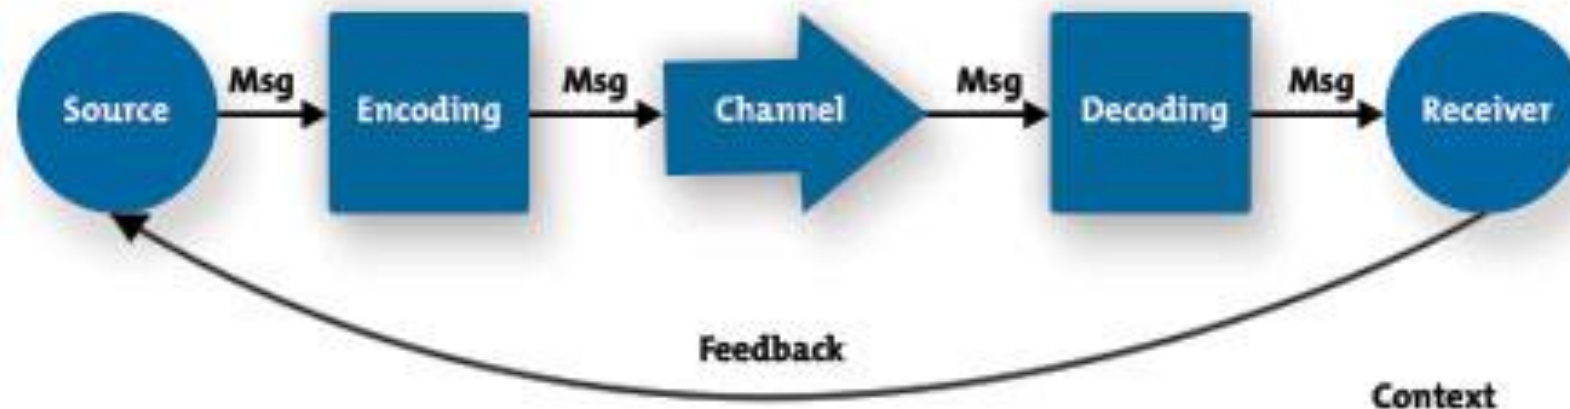 Msg
Msg
Msg
Msg
Source
Encoding
Channel
Decoding
Receiver
Feedback
Context